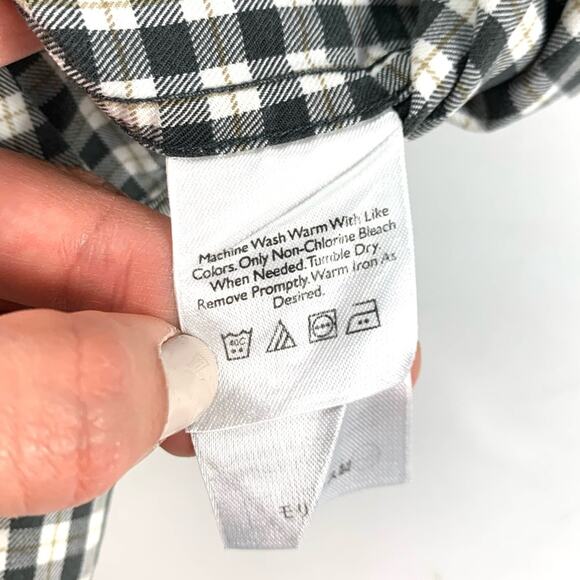 Machine Wash Warm With Like
Colors. Only Non-Chlorine Bleach
When Needed. Tumble Dry.
Remove Promptly. Warm Iron As
Desired.
40C